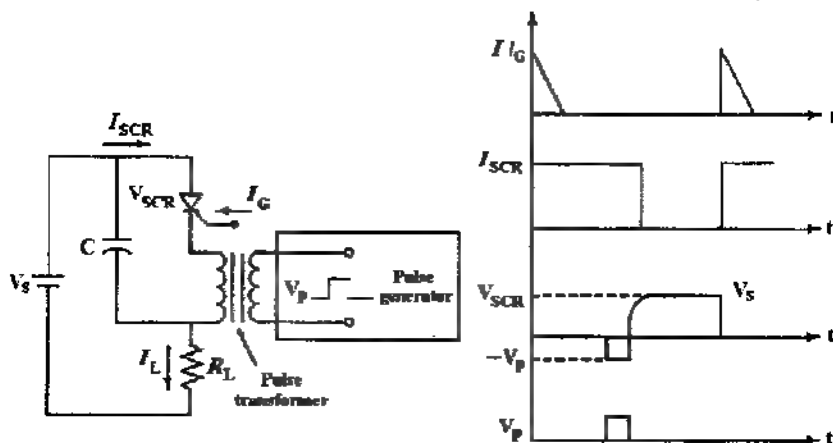 I_SCR
V_SCR
I_G
C
V_S
V_P
Pulse
generator
I_L
R_L
Pulse
transformer
I I_G
t
I_SCR
t
V_SCR
V_S
t
-V_P
V_P
t